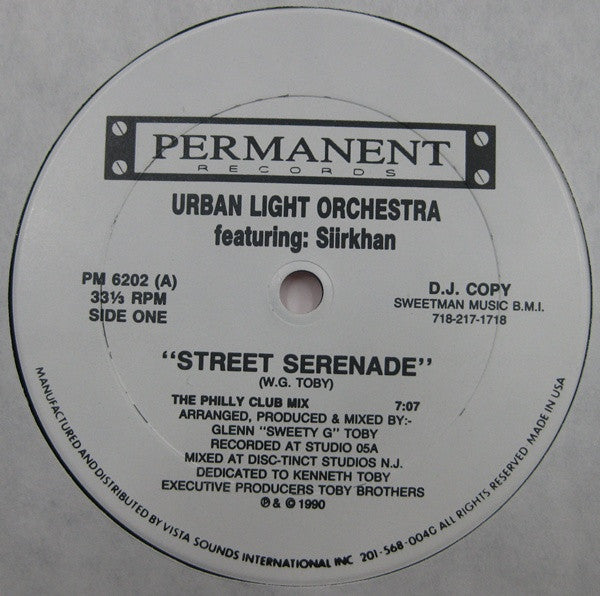 PERMANENT
RECORDS
URBAN LIGHT ORCHESTRA
featuring: Siirkhan
PM 6202 (A)
33⅓ RPM
SIDE ONE
D.J. COPY
SWEETMAN MUSIC B.M.I.
718-217-1718
"STREET SERENADE"
(W.G. TOBY)
THE PHILLY CLUB MIX 7:07
ARRANGED, PRODUCED & MIXED BY:-
GLENN "SWEETY G" TOBY
RECORDED AT STUDIO 05A
MIXED AT DISC-TINCT STUDIOS N.J.
DEDICATED TO KENNETH TOBY
EXECUTIVE PRODUCERS TOBY BROTHERS
℗ & © 1990
MANUFACTURED AND DISTRIBUTED BY VISTA SOUNDS INTERNATIONAL INC 201-568-0040 ALL RIGHTS RESERVED MADE IN USA